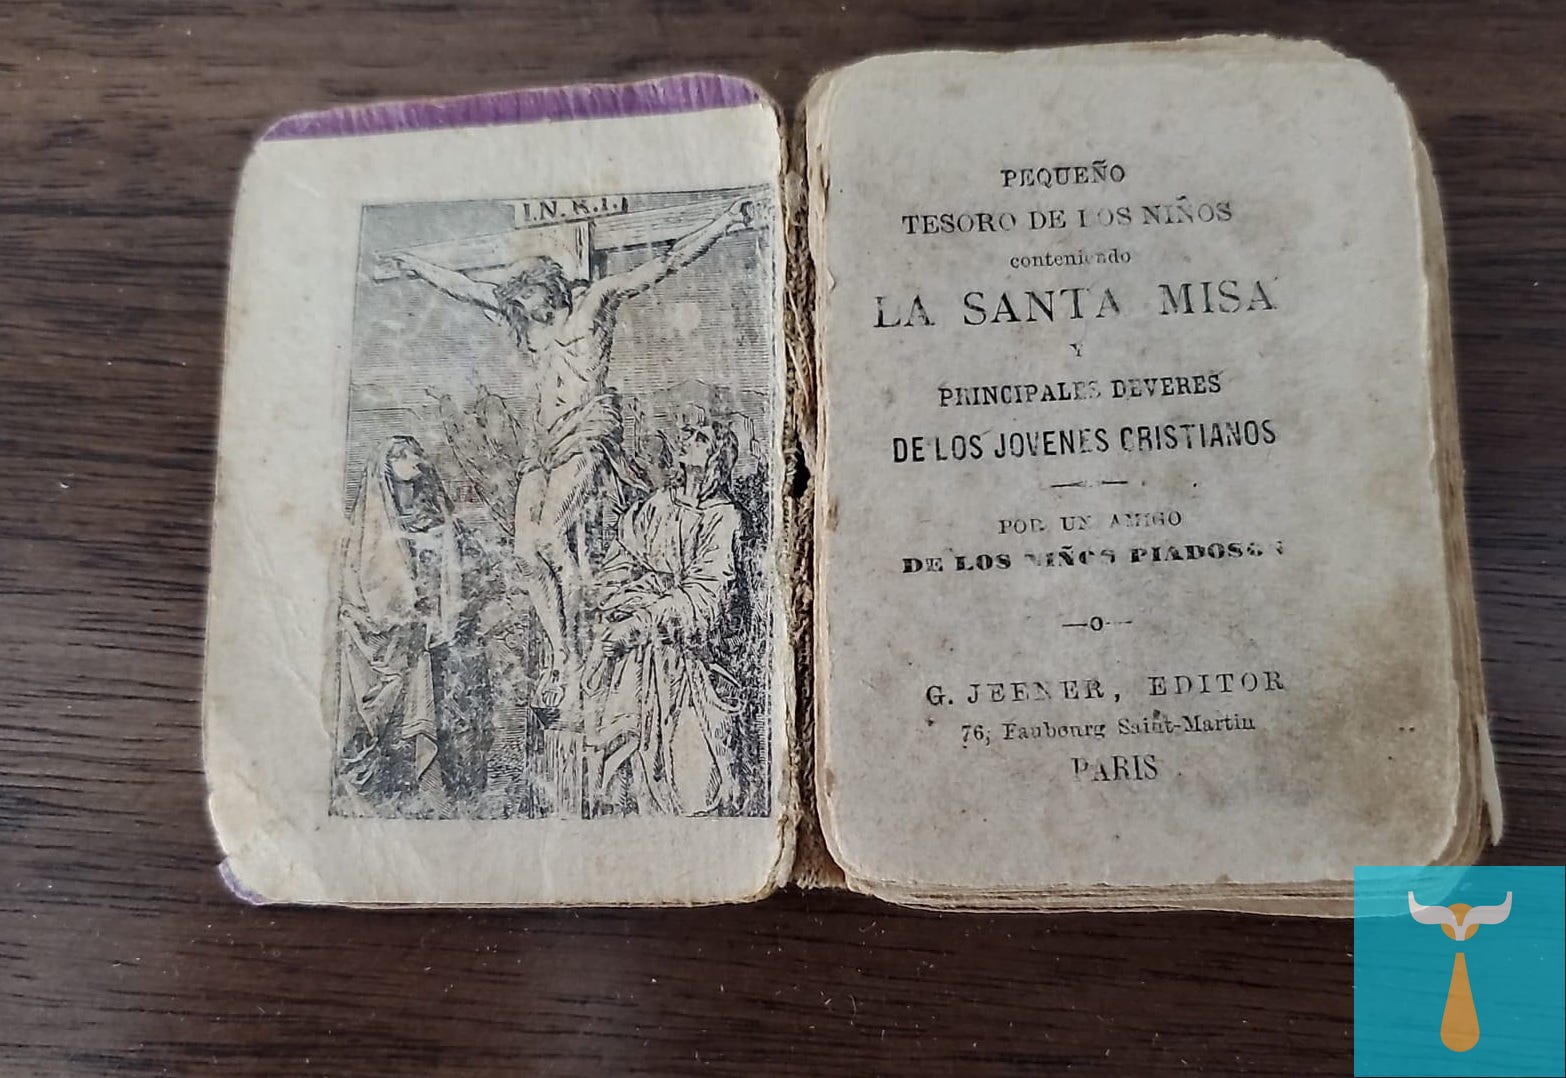 I.N.R.I.
PEQUEÑO
TESORO DE LOS NIÑOS
conteniendo
LA SANTA MISA
Y
PRINCIPALES DEVERES
DE LOS JOVENES CRISTIANOS
POR UN AMIGO
DE LOS NIÑOS PIADOSOS
—O—
G. JEENER, EDITOR
76, Faubourg Saint-Martin
PARIS